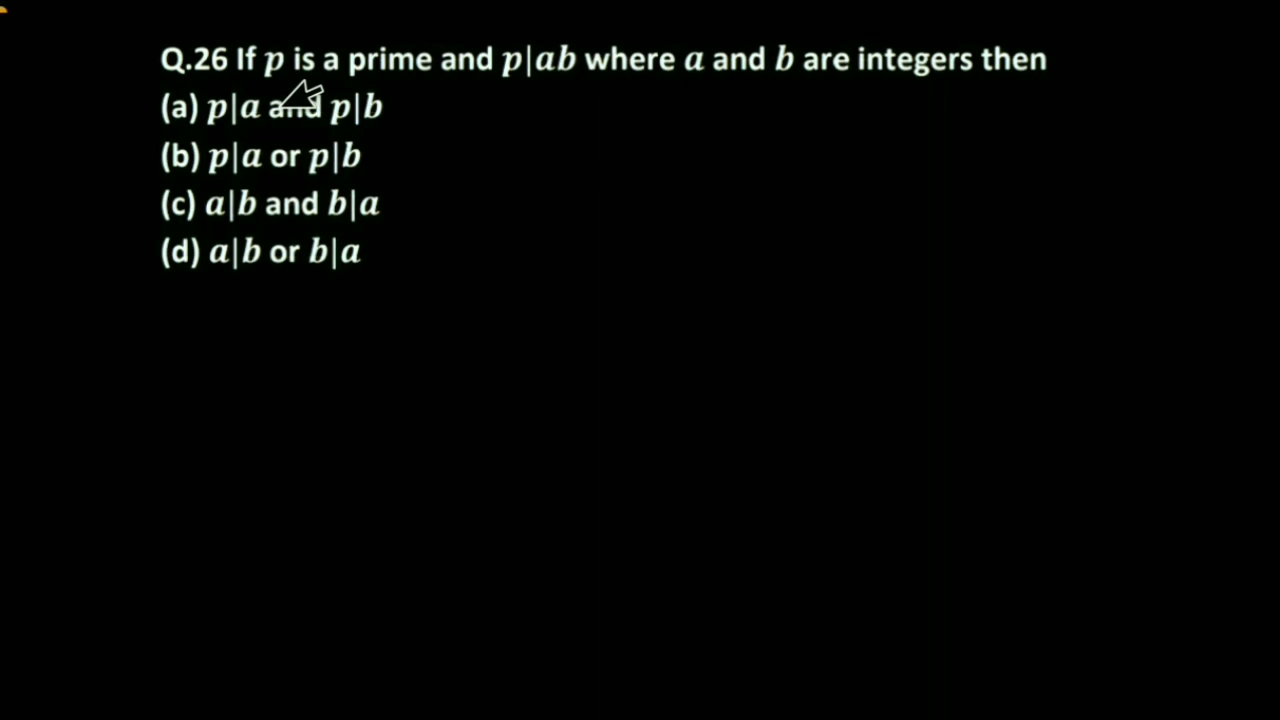 Q.26 If p is a prime and p|ab where a and b are integers then
(a) p|a and p|b
(b) p|a or p|b
(c) a|b and b|a
(d) a|b or b|a